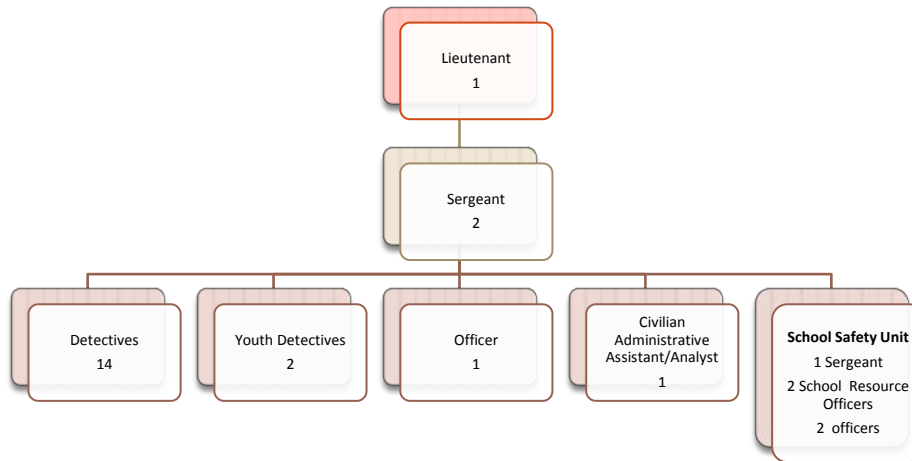 Lieutenant
1
Sergeant
2
Detectives
14
Youth Detectives
2
Officer
1
Civilian
Administrative
Assistant/Analyst
1
School Safety Unit
1 Sergeant
2 School Resource
Officers
2 officers